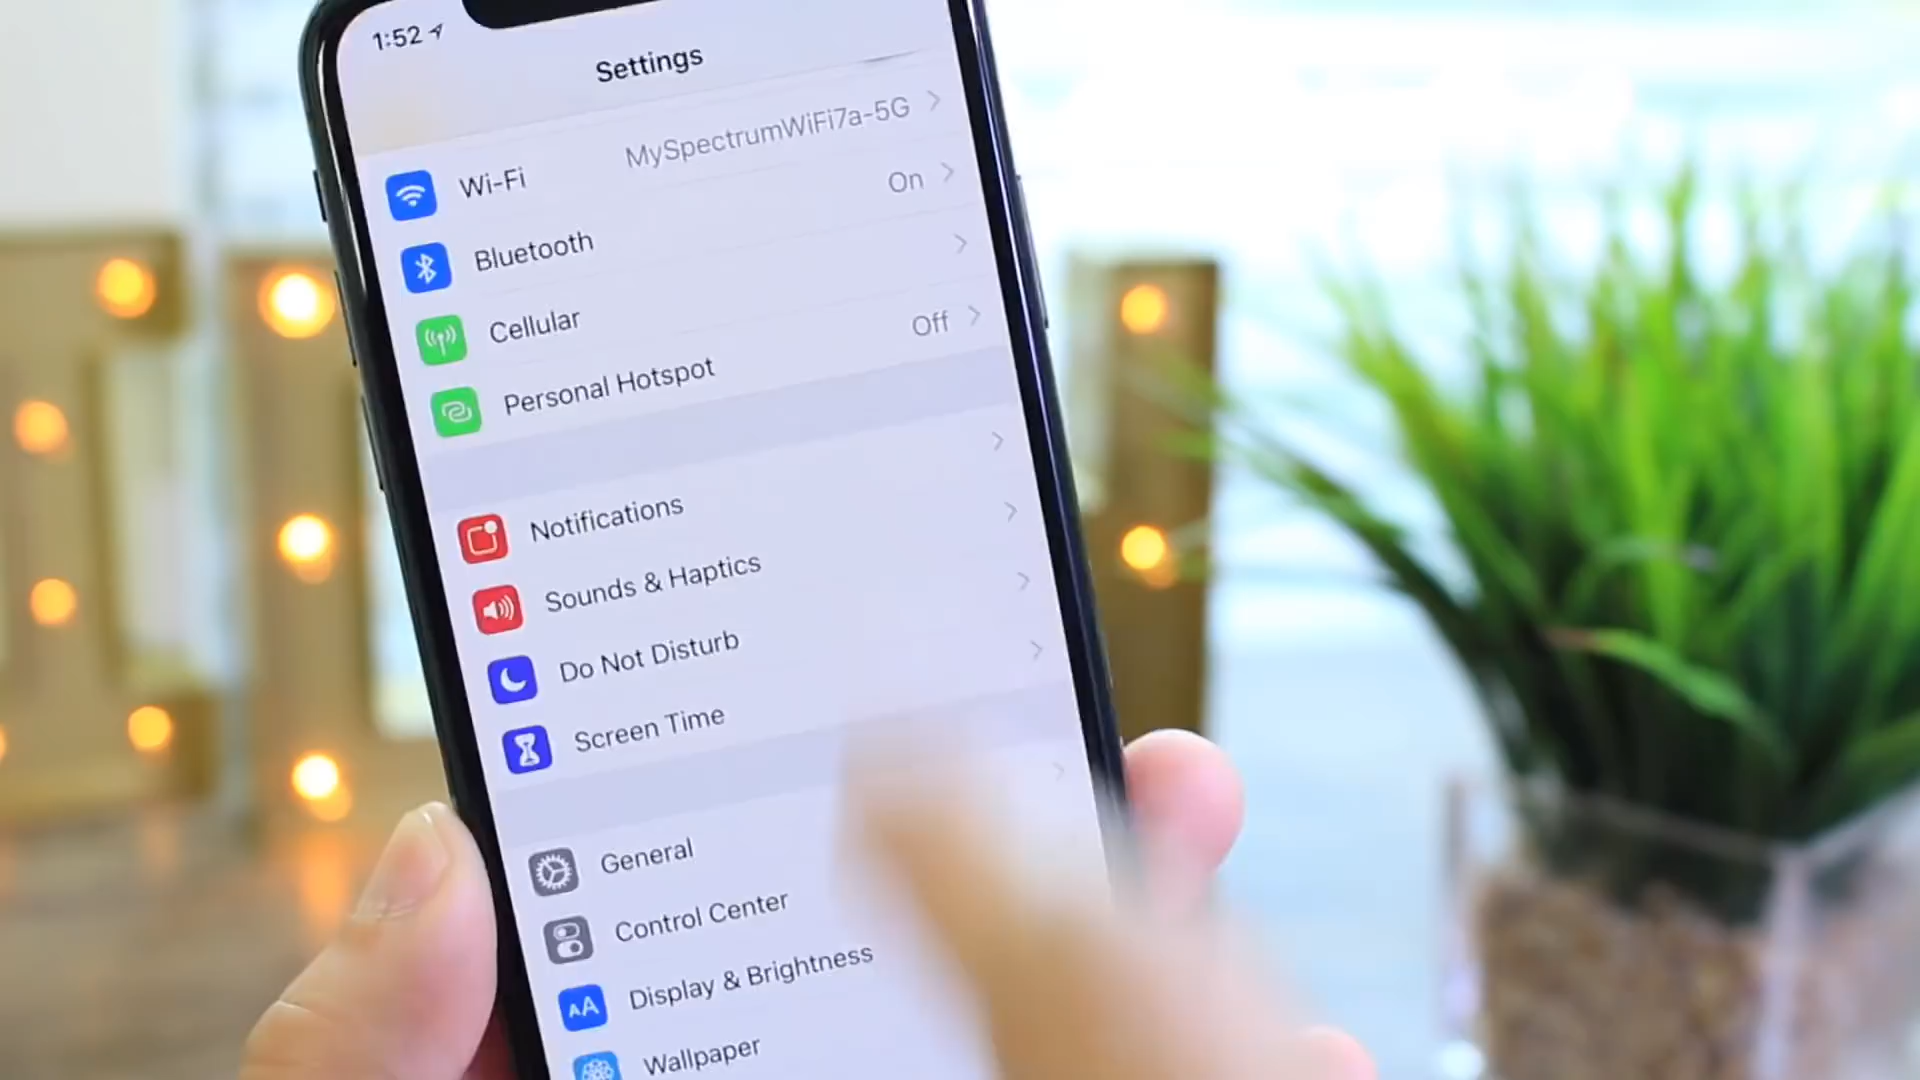 1:52
Settings
Wi-Fi MySpectrumWiFi7a-5G
Bluetooth On
Cellular
Personal Hotspot Off
Notifications
Sounds & Haptics
Do Not Disturb
Screen Time
General
Control Center
AA Display & Brightness
Wallpaper